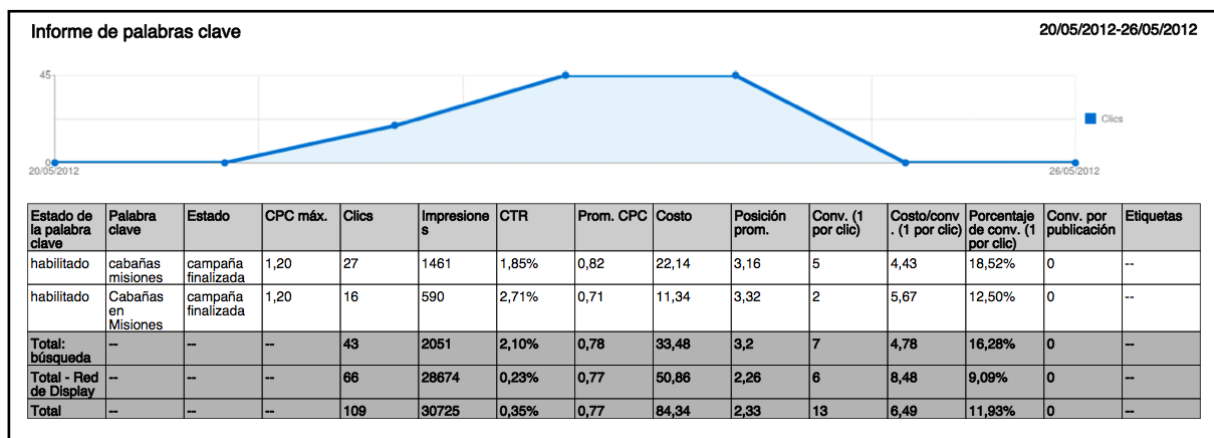 Informe de palabras clave 20/05/2012-26/05/2012
45
Clics
0
20/05/2012 26/05/2012
Estado de la palabra clave Palabra clave Estado CPC máx. Clics Impresiones CTR Prom. CPC Costo Posición prom. Conv. (1 por clic) Costo/conv. (1 por clic) Porcentaje de conv. (1 por clic) Conv. por publicación Etiquetas
habilitado cabañas misiones campaña finalizada 1,20 27 1461 1,85% 0,82 22,14 3,16 5 4,43 18,52% 0 --
habilitado Cabañas en Misiones campaña finalizada 1,20 16 590 2,71% 0,71 11,34 3,32 2 5,67 12,50% 0 --
Total: búsqueda -- -- -- 43 2051 2,10% 0,78 33,48 3,2 7 4,78 16,28% 0 --
Total - Red de Display -- -- -- 66 28674 0,23% 0,77 50,86 2,26 6 8,48 9,09% 0 --
Total -- -- -- 109 30725 0,35% 0,77 84,34 2,33 13 6,49 11,93% 0 --